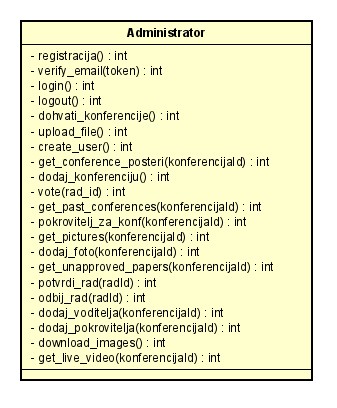 Administrator
- registracija() : int
- verify_email(token) : int
- login() : int
- logout() : int
- dohvati_konferencije() : int
- upload_file() : int
- create_user() : int
- get_conference_posteri(konferencijaId) : int
- dodaj_konferenciju() : int
- vote(rad_id) : int
- get_past_conferences(konferencijaId) : int
- pokrovitelj_za_konf(konferencijaId) : int
- get_pictures(konferencijaId) : int
- dodaj_foto(konferencijaId) : int
- get_unapproved_papers(konferencijaId) : int
- potvrdi_rad(radId) : int
- odbij_rad(radId) : int
- dodaj_voditelja(konferencijaId) : int
- dodaj_pokrovitelja(konferencijaId) : int
- download_images() : int
- get_live_video(konferencijaId) : int